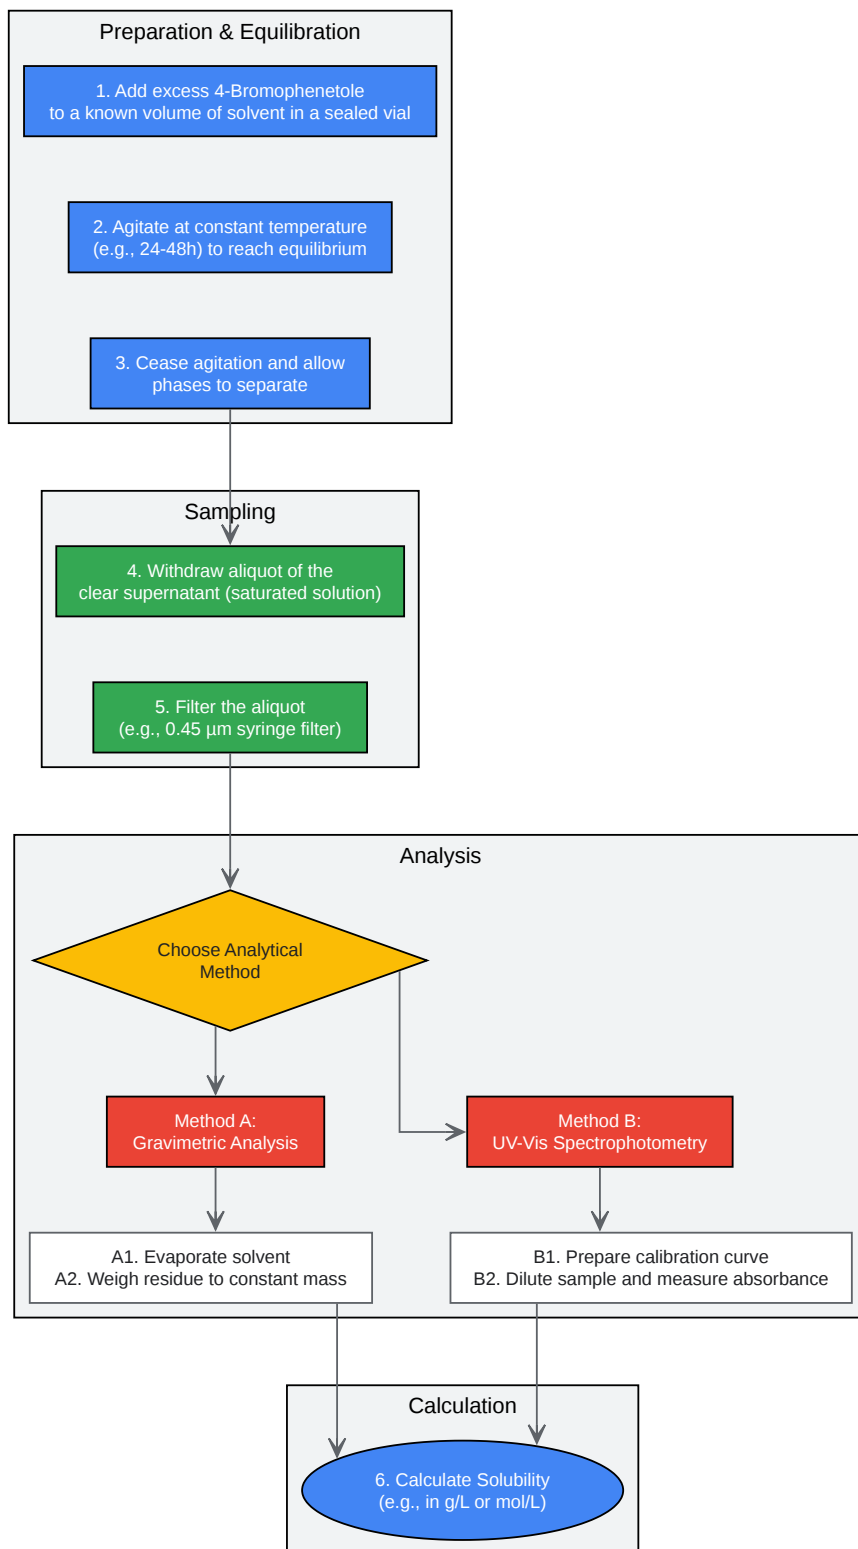 Preparation & Equilibration
1. Add excess 4-Bromophenetole
to a known volume of solvent in a sealed vial
2. Agitate at constant temperature
(e.g., 24-48h) to reach equilibrium
3. Cease agitation and allow
phases to separate
Sampling
4. Withdraw aliquot of the
clear supernatant (saturated solution)
5. Filter the aliquot
(e.g., 0.45 µm syringe filter)
Analysis
Choose Analytical
Method
Method A:
Gravimetric Analysis
Method B:
UV-Vis Spectrophotometry
A1. Evaporate solvent
A2. Weigh residue to constant mass
B1. Prepare calibration curve
B2. Dilute sample and measure absorbance
Calculation
6. Calculate Solubility
(e.g., in g/L or mol/L)